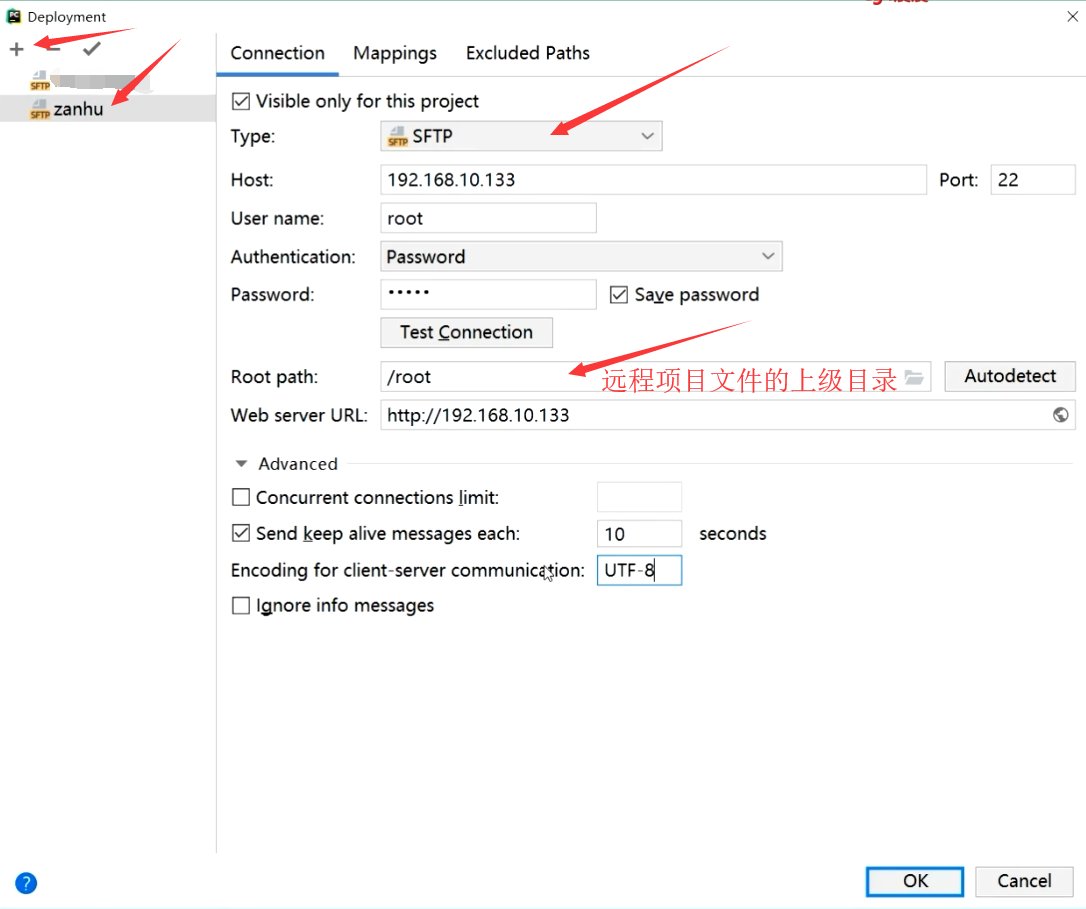 Deployment
Connection Mappings Excluded Paths
SFTP
SFTP zanhu
Visible only for this project
Type: SFTP SFTP
Host: 192.168.10.133 Port: 22
User name: root
Authentication: Password
Password: ••••• Save password
Test Connection
Root path: /root 远程项目文件的上级目录 Autodetect
Web server URL: http://192.168.10.133
Advanced
Concurrent connections limit:
Send keep alive messages each: 10 seconds
Encoding for client-server communication: UTF-8
Ignore info messages
? OK Cancel